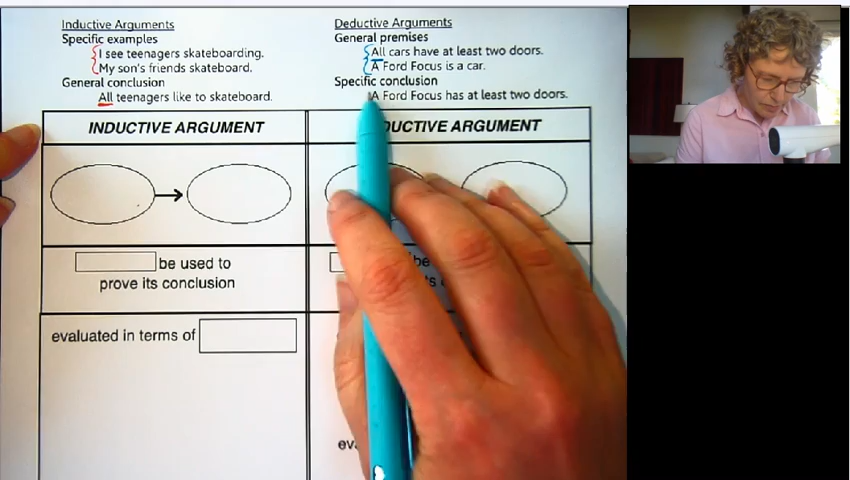 Inductive Arguments
Specific examples
I see teenagers skateboarding.
My son's friends skateboard.
General conclusion
All teenagers like to skateboard.
Deductive Arguments
General premises
All cars have at least two doors.
A Ford Focus is a car.
Specific conclusion
A Ford Focus has at least two doors.
INDUCTIVE ARGUMENT
ARGUMENT
be used to
prove its conclusion
be
evaluated in terms of